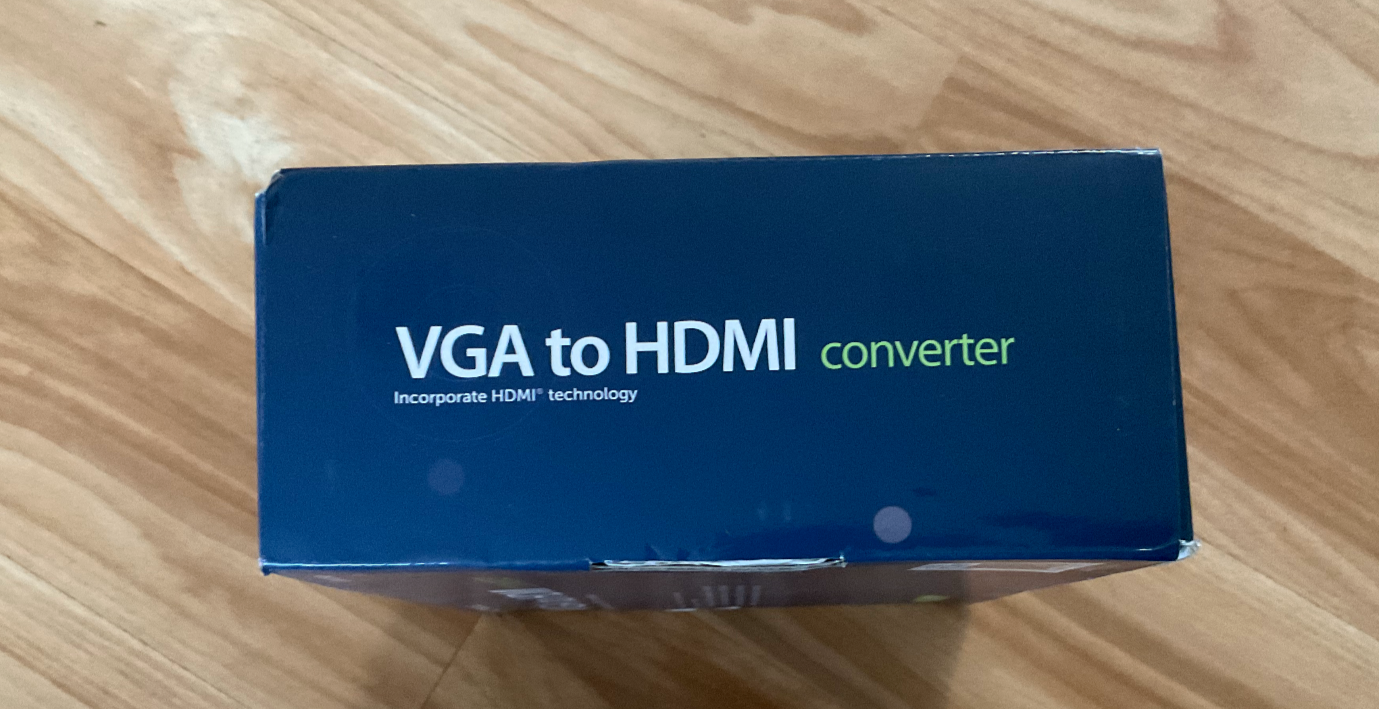 VGA to HDMI converter
Incorporate HDMI® technology